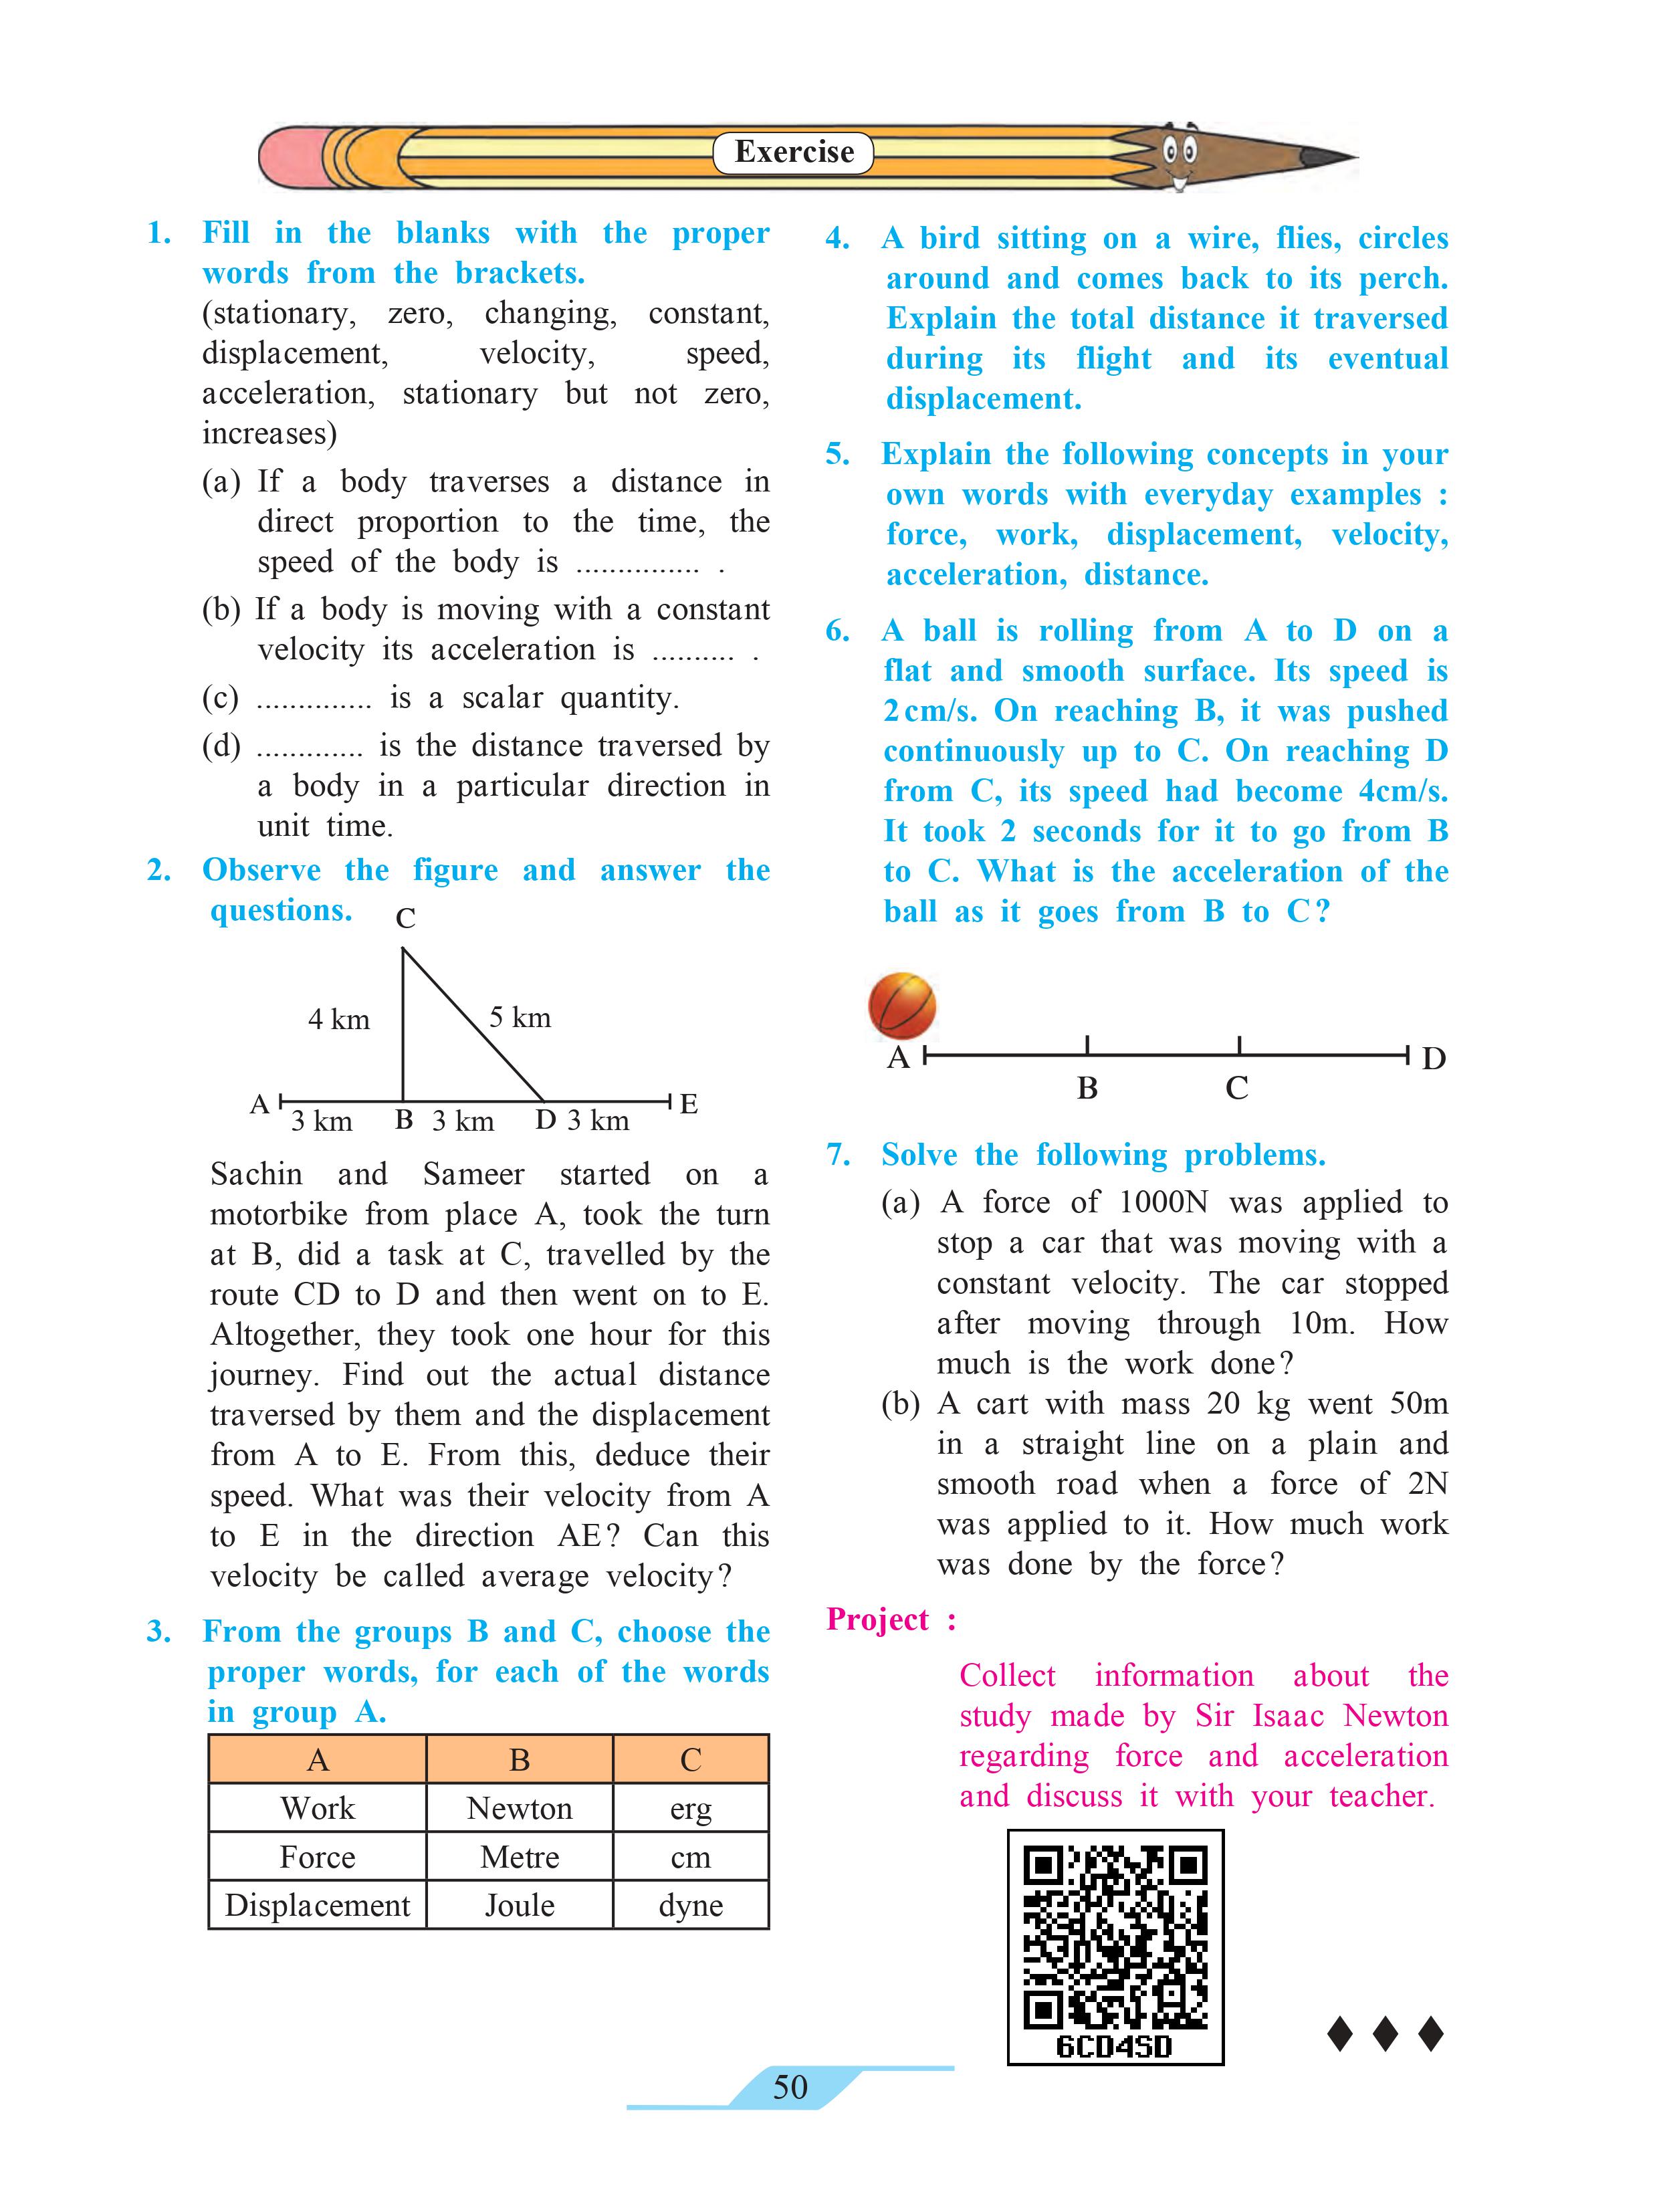 Exercise
1. Fill in the blanks with the proper
words from the brackets.
(stationary, zero, changing, constant,
displacement, velocity, speed,
acceleration, stationary but not zero,
increases)
(a) If a body traverses a distance in
direct proportion to the time, the
speed of the body is ............... .
(b) If a body is moving with a constant
velocity its acceleration is .......... .
(c) .............. is a scalar quantity.
(d) ............. is the distance traversed by
a body in a particular direction in
unit time.
2. Observe the figure and answer the
questions.
C
4 km
5 km
A
3 km
B
3 km
D
3 km
E
Sachin and Sameer started on a
motorbike from place A, took the turn
at B, did a task at C, travelled by the
route CD to D and then went on to E.
Altogether, they took one hour for this
journey. Find out the actual distance
traversed by them and the displacement
from A to E. From this, deduce their
speed. What was their velocity from A
to E in the direction AE? Can this
velocity be called average velocity?
3. From the groups B and C, choose the
proper words, for each of the words
in group A.
A B C
Work Newton erg
Force Metre cm
Displacement Joule dyne
4. A bird sitting on a wire, flies, circles
around and comes back to its perch.
Explain the total distance it traversed
during its flight and its eventual
displacement.
5. Explain the following concepts in your
own words with everyday examples :
force, work, displacement, velocity,
acceleration, distance.
6. A ball is rolling from A to D on a
flat and smooth surface. Its speed is
2 cm/s. On reaching B, it was pushed
continuously up to C. On reaching D
from C, its speed had become 4cm/s.
It took 2 seconds for it to go from B
to C. What is the acceleration of the
ball as it goes from B to C?
A
B
C
D
7. Solve the following problems.
(a) A force of 1000N was applied to
stop a car that was moving with a
constant velocity. The car stopped
after moving through 10m. How
much is the work done?
(b) A cart with mass 20 kg went 50m
in a straight line on a plain and
smooth road when a force of 2N
was applied to it. How much work
was done by the force?
Project :
Collect information about the
study made by Sir Isaac Newton
regarding force and acceleration
and discuss it with your teacher.
6CD4SD
50